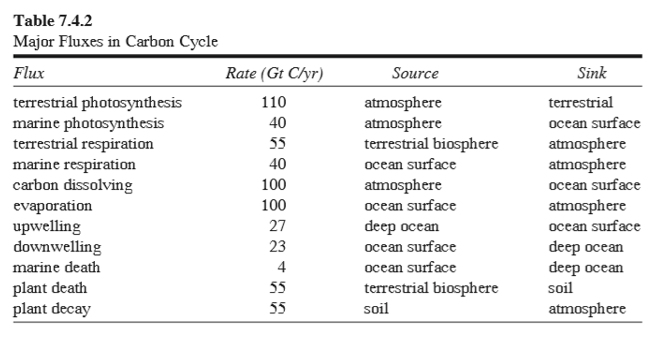 Table 7.4.2
Major Fluxes in Carbon Cycle
Flux Rate (Gt C/yr) Source Sink
terrestrial photosynthesis 110 atmosphere terrestrial
marine photosynthesis 40 atmosphere ocean surface
terrestrial respiration 55 terrestrial biosphere atmosphere
marine respiration 40 ocean surface atmosphere
carbon dissolving 100 atmosphere ocean surface
evaporation 100 ocean surface atmosphere
upwelling 27 deep ocean ocean surface
downwelling 23 ocean surface deep ocean
marine death 4 ocean surface deep ocean
plant death 55 terrestrial biosphere soil
plant decay 55 soil atmosphere